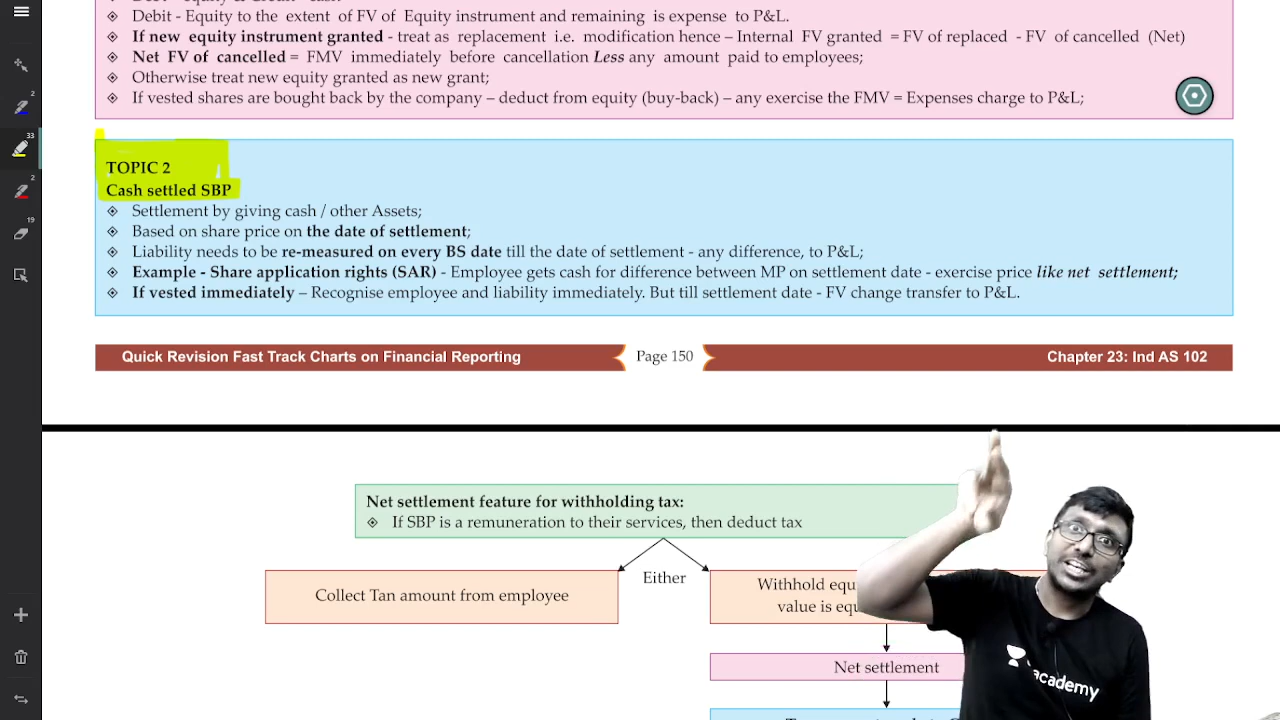 Debit - Equity to the extent of FV of Equity instrument and remaining is expense to P&L.
If new equity instrument granted - treat as replacement i.e. modification hence – Internal FV granted = FV of replaced - FV of cancelled (Net)
Net FV of cancelled = FMV immediately before cancellation Less any amount paid to employees;
Otherwise treat new equity granted as new grant;
If vested shares are bought back by the company – deduct from equity (buy-back) – any exercise the FMV = Expenses charge to P&L;
TOPIC 2
Cash settled SBP
Settlement by giving cash / other Assets;
Based on share price on the date of settlement;
Liability needs to be re-measured on every BS date till the date of settlement - any difference, to P&L;
Example - Share application rights (SAR) - Employee gets cash for difference between MP on settlement date - exercise price like net settlement;
If vested immediately – Recognise employee and liability immediately. But till settlement date - FV change transfer to P&L.
Quick Revision Fast Track Charts on Financial Reporting
Page 150
Chapter 23: Ind AS 102
Net settlement feature for withholding tax:
If SBP is a remuneration to their services, then deduct tax
Either
Collect Tan amount from employee
Withhold
value is
Net settlement
academy
2
33
2
19